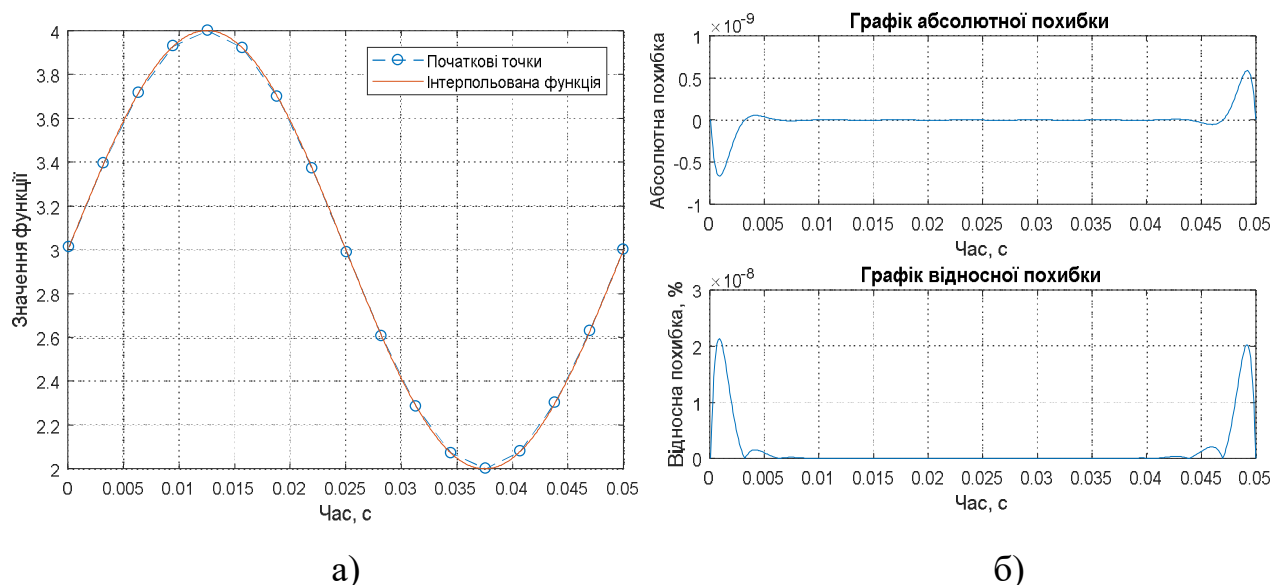 4
3.8
3.6
3.4
3.2
3
2.8
2.6
2.4
2.2
2
Значення функції
0 0.005 0.01 0.015 0.02 0.025 0.03 0.035 0.04 0.045 0.05
Час, с
Початкові точки
Інтерпольована функція
а)
Графік абсолютної похибки
×10⁻⁹
1
0.5
0
-0.5
-1
Абсолютна похибка
0 0.005 0.01 0.015 0.02 0.025 0.03 0.035 0.04 0.045 0.05
Час, с
Графік відносної похибки
×10⁻⁸
3
2
1
0
Відносна похибка, %
0 0.005 0.01 0.015 0.02 0.025 0.03 0.035 0.04 0.045 0.05
Час, с
б)